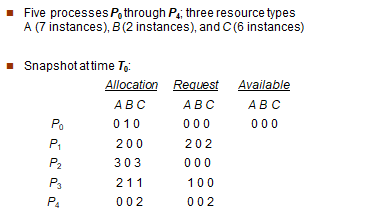 Five processes P0 through P4; three resource types
A (7 instances), B (2 instances), and C (6 instances)
Snapshot at time T0:
Allocation Request Available
A B C A B C A B C
P0 0 1 0 0 0 0 0 0 0
P1 2 0 0 2 0 2
P2 3 0 3 0 0 0
P3 2 1 1 1 0 0
P4 0 0 2 0 0 2